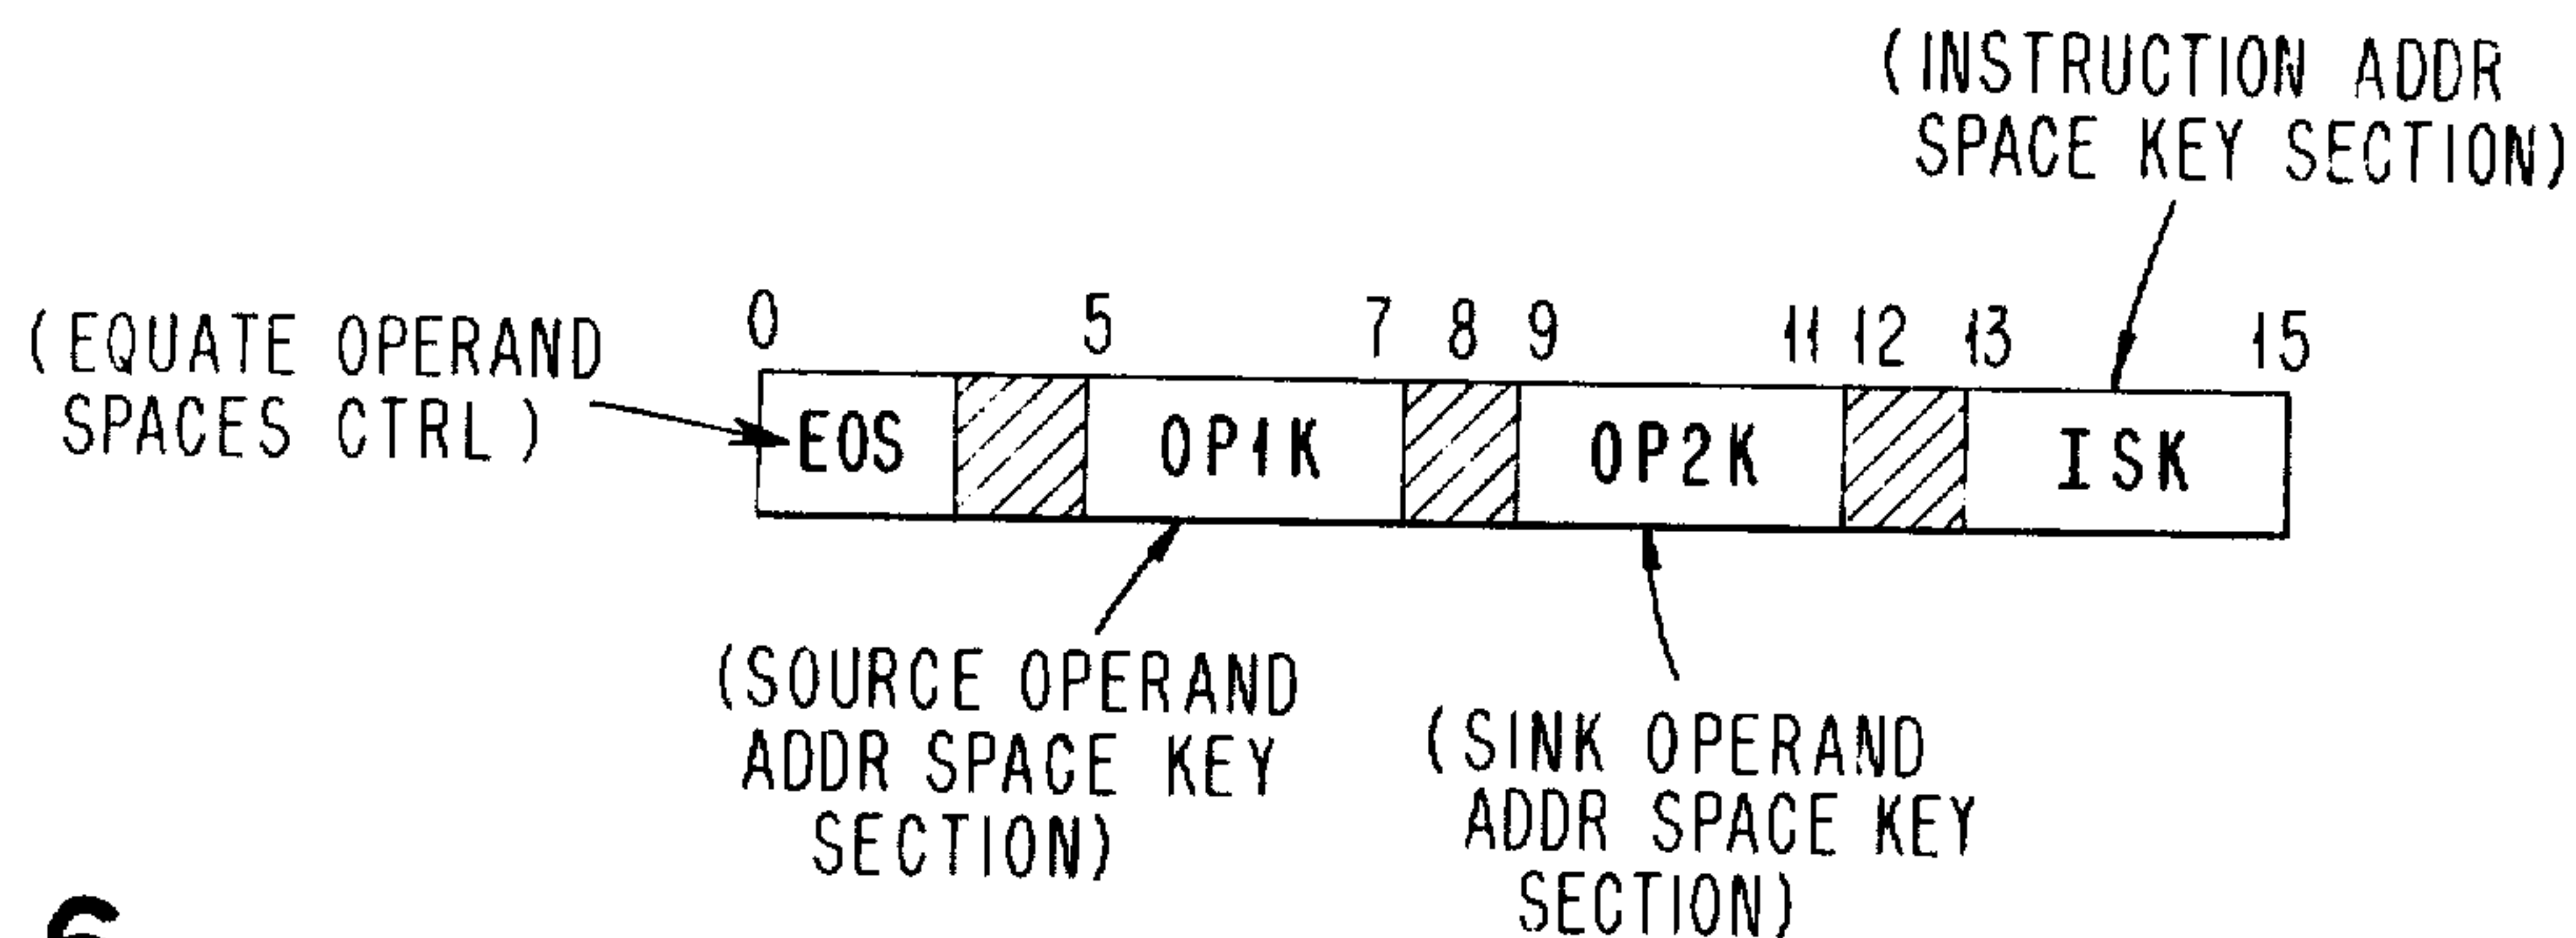 (INSTRUCTION ADDR
SPACE KEY SECTION)
(EQUATE OPERAND
SPACES CTRL)
0 5 7 8 9 11 12 13 15
EOS OP1K OP2K ISK
(SOURCE OPERAND
ADDR SPACE KEY
SECTION)
(SINK OPERAND
ADDR SPACE KEY
SECTION)